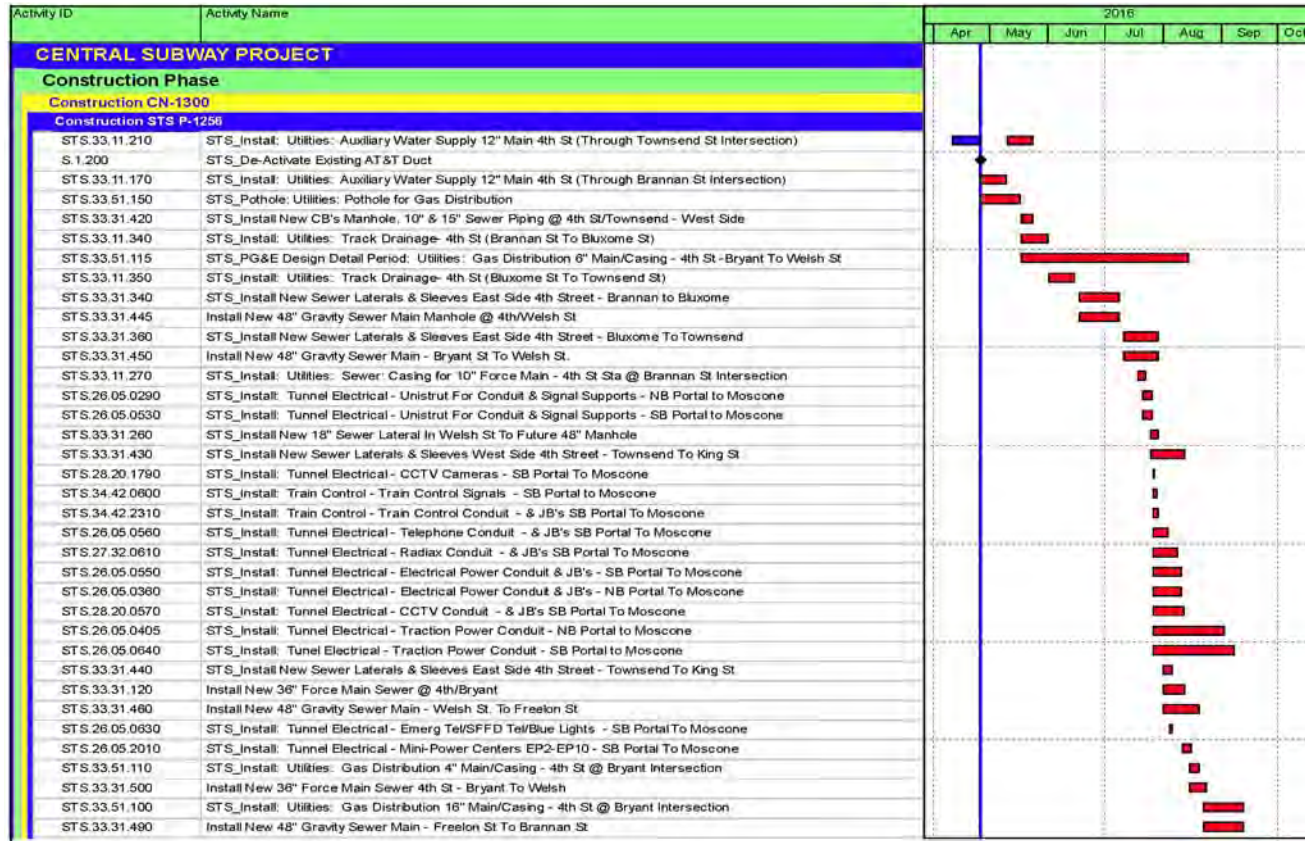 Activity ID Activity Name 2016
Apr May Jun Jul Aug Sep Oct
CENTRAL SUBWAY PROJECT
Construction Phase
Construction CN-1300
Construction STS P-1256
STS.33.11.210 STS_Install: Utilities: Auxiliary Water Supply 12" Main 4th St (Through Townsend St Intersection)
S.1.200 STS_De-Activate Existing AT&T Duct
STS.33.11.170 STS_Install: Utilities: Auxiliary Water Supply 12" Main 4th St (Through Brannan St Intersection)
STS.33.51.150 STS_Pothole: Utilities: Pothole for Gas Distribution
STS.33.31.420 STS_Install New CB's Manhole, 10" & 15" Sewer Piping @ 4th St/Townsend - West Side
STS.33.11.340 STS_Install: Utilities: Track Drainage- 4th St (Brannan St To Bluxome St)
STS.33.51.115 STS_PG&E Design Detail Period: Utilities: Gas Distribution 6" Main/Casing - 4th St -Bryant To Welsh St
STS.33.11.350 STS_Install: Utilities: Track Drainage- 4th St (Bluxome St To Townsend St)
STS.33.31.340 STS_Install New Sewer Laterals & Sleeves East Side 4th Street - Brannan to Bluxome
STS.33.31.445 Install New 48" Gravity Sewer Main Manhole @ 4th/Welsh St
STS.33.31.360 STS_Install New Sewer Laterals & Sleeves East Side 4th Street - Bluxome To Townsend
STS.33.31.450 Install New 48" Gravity Sewer Main - Bryant St To Welsh St.
STS.33.11.270 STS_Install: Utilities: Sewer: Casing for 10" Force Main - 4th St Sta @ Brannan St Intersection
STS.26.05.0290 STS_Install: Tunnel Electrical - Unistrut For Conduit & Signal Supports - NB Portal to Moscone
STS.26.05.0530 STS_Install: Tunnel Electrical - Unistrut For Conduit & Signal Supports - SB Portal to Moscone
STS.33.31.260 STS_Install New 18" Sewer Lateral In Welsh St To Future 48" Manhole
STS.33.31.430 STS_Install New Sewer Laterals & Sleeves West Side 4th Street - Townsend To King St
STS.28.20.1790 STS_Install: Tunnel Electrical - CCTV Cameras - SB Portal To Moscone
STS.34.42.0600 STS_Install: Train Control - Train Control Signals - SB Portal to Moscone
STS.34.42.2310 STS_Install: Train Control - Train Control Conduit - & JB's SB Portal To Moscone
STS.26.05.0560 STS_Install: Tunnel Electrical - Telephone Conduit - & JB's SB Portal To Moscone
STS.27.32.0610 STS_Install: Tunnel Electrical - Radiax Conduit - & JB's SB Portal To Moscone
STS.26.05.0550 STS_Install: Tunnel Electrical - Electrical Power Conduit & JB's - SB Portal To Moscone
STS.26.05.0360 STS_Install: Tunnel Electrical - Electrical Power Conduit & JB's - NB Portal to Moscone
STS.28.20.0570 STS_Install: Tunnel Electrical - CCTV Conduit - & JB's SB Portal To Moscone
STS.26.05.0405 STS_Install: Tunnel Electrical - Traction Power Conduit - NB Portal to Moscone
STS.26.05.0640 STS_Install: Tunel Electrical - Traction Power Conduit - SB Portal to Moscone
STS.33.31.440 STS_Install New Sewer Laterals & Sleeves East Side 4th Street - Townsend To King St
STS.33.31.120 Install New 36" Force Main Sewer @ 4th/Bryant
STS.33.31.460 Install New 48" Gravity Sewer Main - Welsh St. To Freelon St
STS.26.05.0630 STS_Install: Tunnel Electrical - Emerg Tel/SFFD Tel/Blue Lights - SB Portal To Moscone
STS.26.05.2010 STS_Install: Tunnel Electrical - Mini-Power Centers EP2-EP10 - SB Portal To Moscone
STS.33.51.110 STS_Install: Utilities: Gas Distribution 4" Main/Casing - 4th St @ Bryant Intersection
STS.33.31.500 Install New 36" Force Main Sewer 4th St - Bryant To Welsh
STS.33.51.100 STS_Install: Utilities: Gas Distribution 16" Main/Casing - 4th St @ Bryant Intersection
STS.33.31.490 Install New 48" Gravity Sewer Main - Freelon St To Brannan St